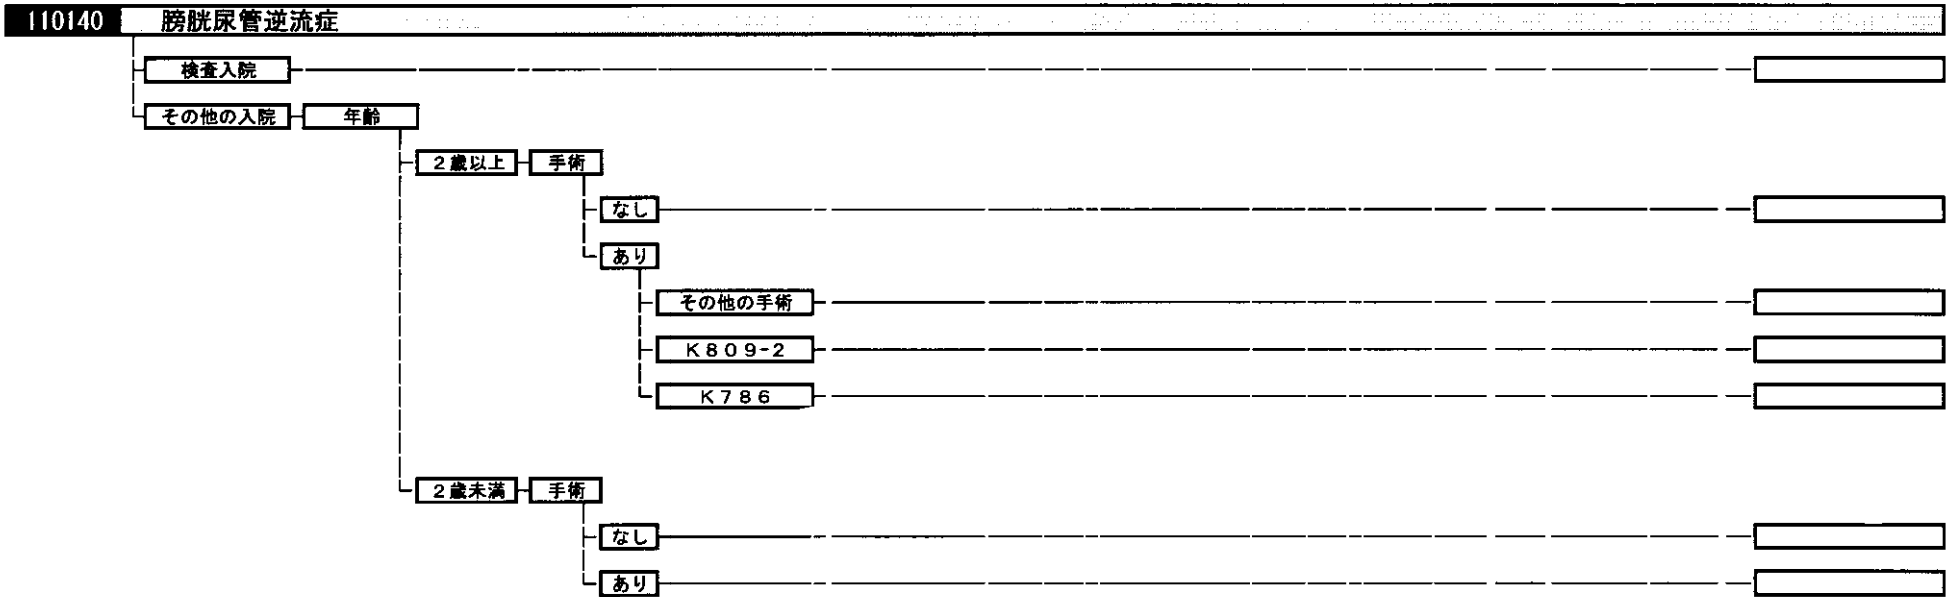 110140 膀胱尿管逆流症
検査入院
その他の入院 年齢
2歳以上 手術
なし
あり
その他の手術
K809-2
K786
2歳未満 手術
なし
あり